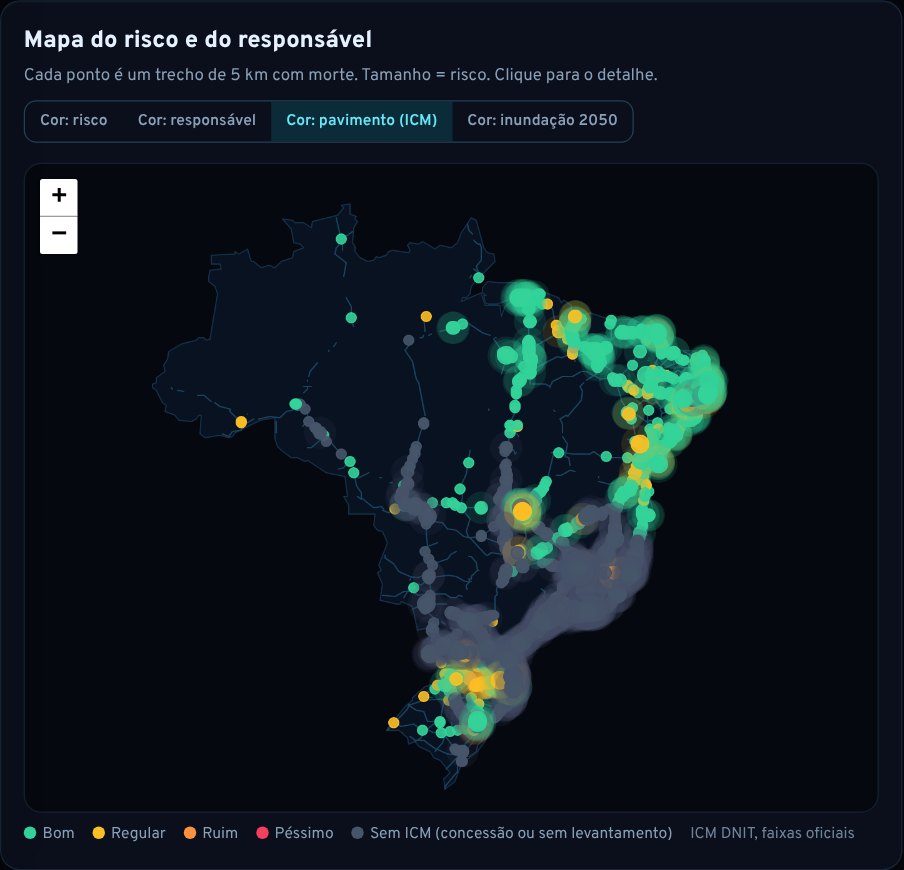 Mapa do risco e do responsável
Cada ponto é um trecho de 5 km com morte. Tamanho = risco. Clique para o detalhe.
Cor: risco Cor: responsável Cor: pavimento (ICM) Cor: inundação 2050
+
−
Bom Regular Ruim Péssimo Sem ICM (concessão ou sem levantamento) ICM DNIT, faixas oficiais